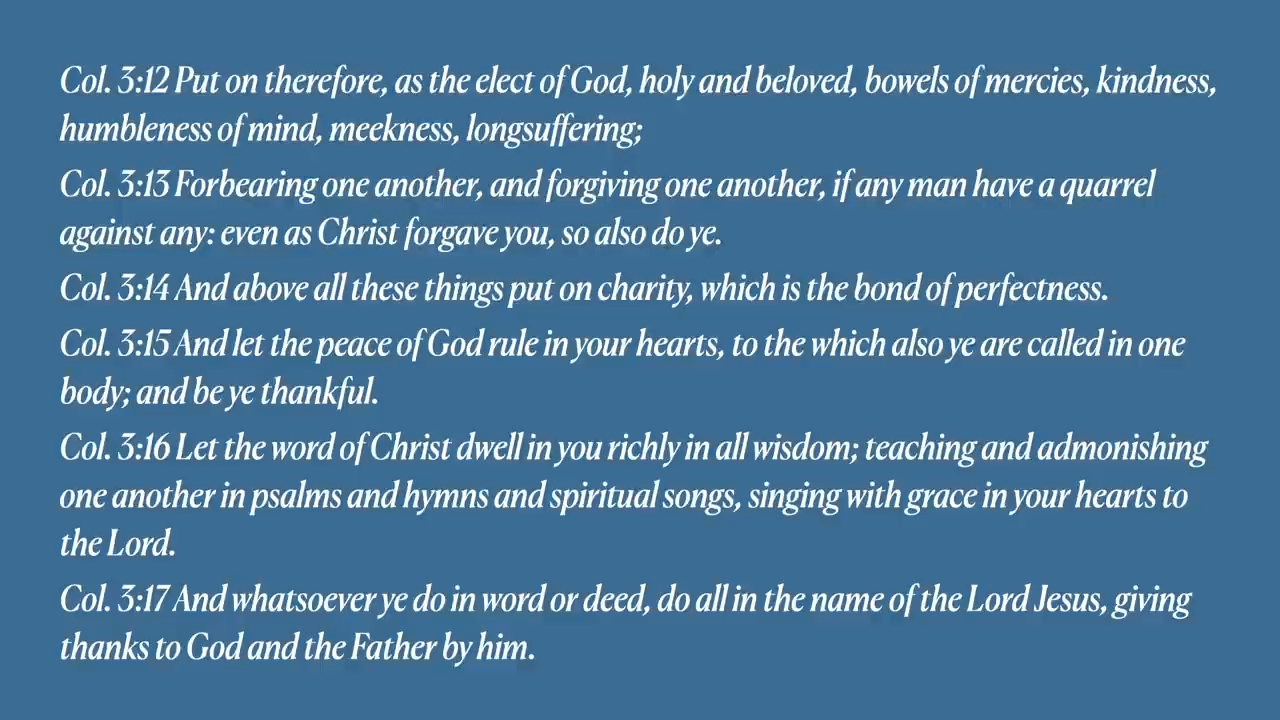 Col. 3:12 Put on therefore, as the elect of God, holy and beloved, bowels of mercies, kindness,
humbleness of mind, meekness, longsuffering;
Col. 3:13 Forbearing one another, and forgiving one another, if any man have a quarrel
against any: even as Christ forgave you, so also do ye.
Col. 3:14 And above all these things put on charity, which is the bond of perfectness.
Col. 3:15 And let the peace of God rule in your hearts, to the which also ye are called in one
body; and be ye thankful.
Col. 3:16 Let the word of Christ dwell in you richly in all wisdom; teaching and admonishing
one another in psalms and hymns and spiritual songs, singing with grace in your hearts to
the Lord.
Col. 3:17 And whatsoever ye do in word or deed, do all in the name of the Lord Jesus, giving
thanks to God and the Father by him.